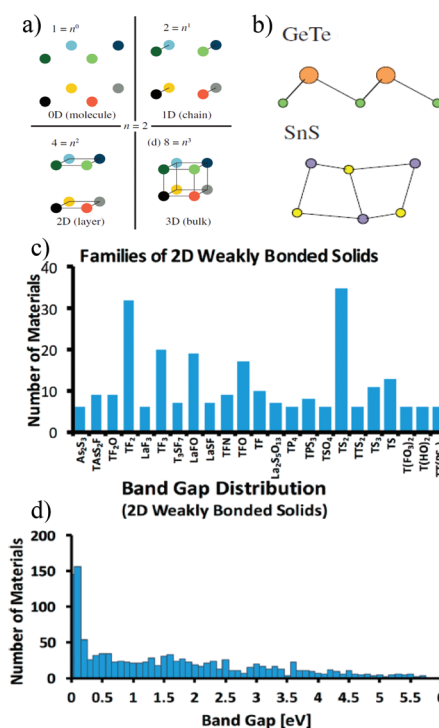 a)
1 = n⁰
0D (molecule)
2 = n¹
1D (chain)
n = 2
4 = n²
2D (layer)
(d) 8 = n³
3D (bulk)
b)
GeTe
SnS
c)
Families of 2D Weakly Bonded Solids
Number of Materials
40
30
20
10
0
As₂S₃
TAsS₂F
TF₂O
TF₂
LaF₃
TF₃
T₃SF₇
LaFO
LaSF
TFN
TFO
TF
La₂S₅O₁₃
TP₄
TPS₃
TSO₄
TS₂
TTS₂
TS₃
TS
T(FO₃)₂
T(HO)₂
d)
Band Gap Distribution
(2D Weakly Bonded Solids)
Number of Materials
200
150
100
50
0
0 0.5 1 1.5 2 2.5 3 3.5 4 4.5 5 5.5 6
Band Gap [eV]